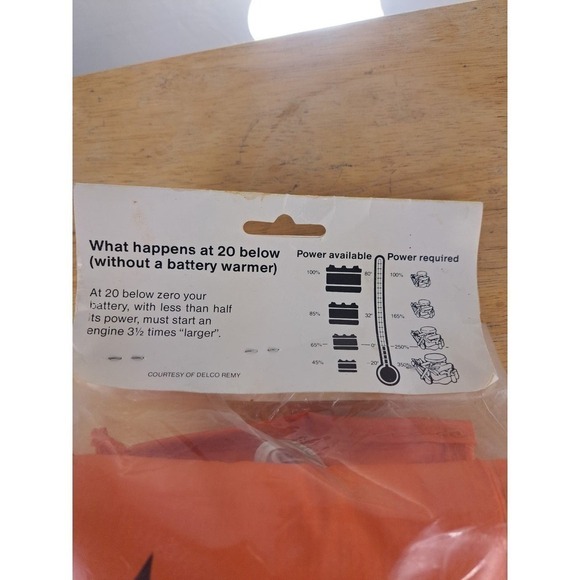 What happens at 20 below
(without a battery warmer)
At 20 below zero your
battery, with less than half
its power, must start an
engine 3½ times "larger".
COURTESY OF DELCO REMY
Power available Power required
100% 80° 100%
85% 32° 165%
65% 0° 250%
45% 20° 350%